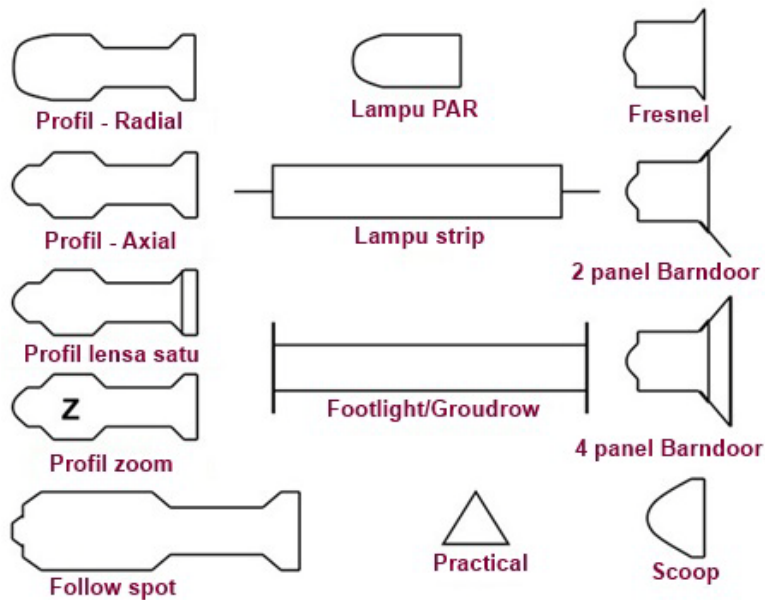 Profil - Radial
Lampu PAR
Fresnel
Profil - Axial
Lampu strip
2 panel Barndoor
Profil lensa satu
Z
Profil zoom
Footlight/Groudrow
4 panel Barndoor
Follow spot
Practical
Scoop